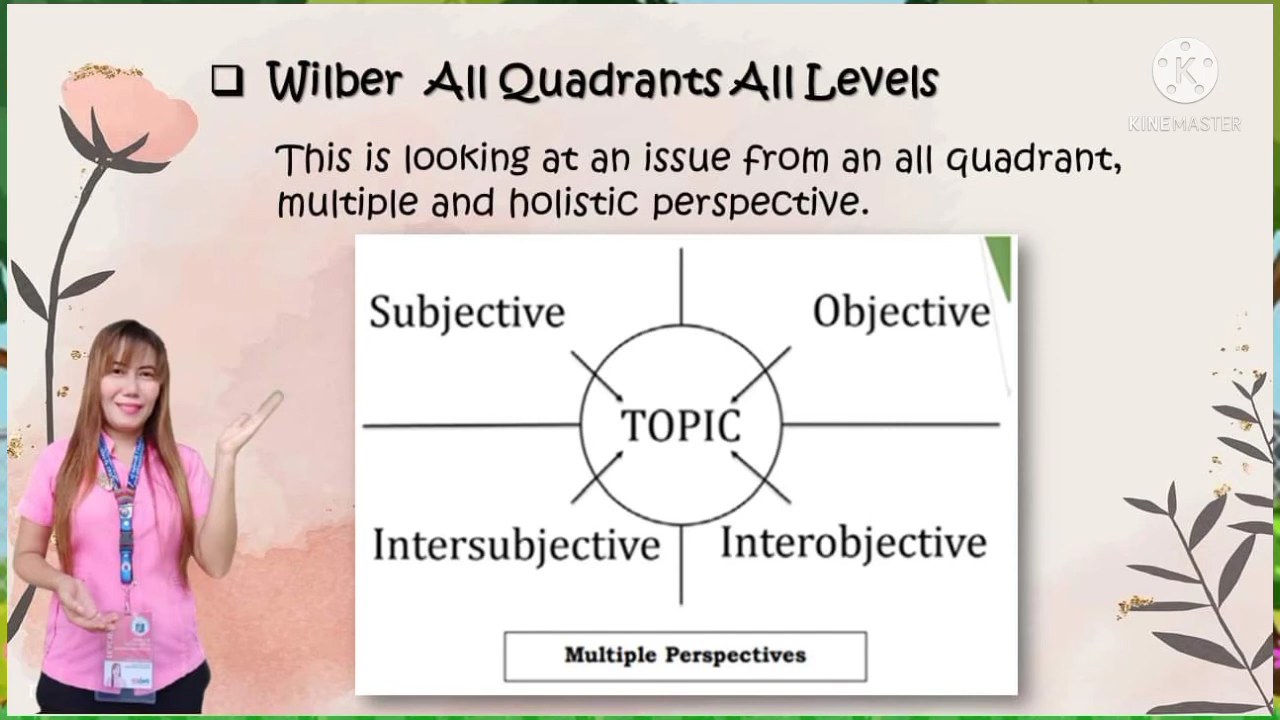 ❑ Wilber All Quadrants All Levels
KINEMASTER
This is looking at an issue from an all quadrant,
multiple and holistic perspective.
Subjective
Objective
TOPIC
Intersubjective
Interobjective
Multiple Perspectives